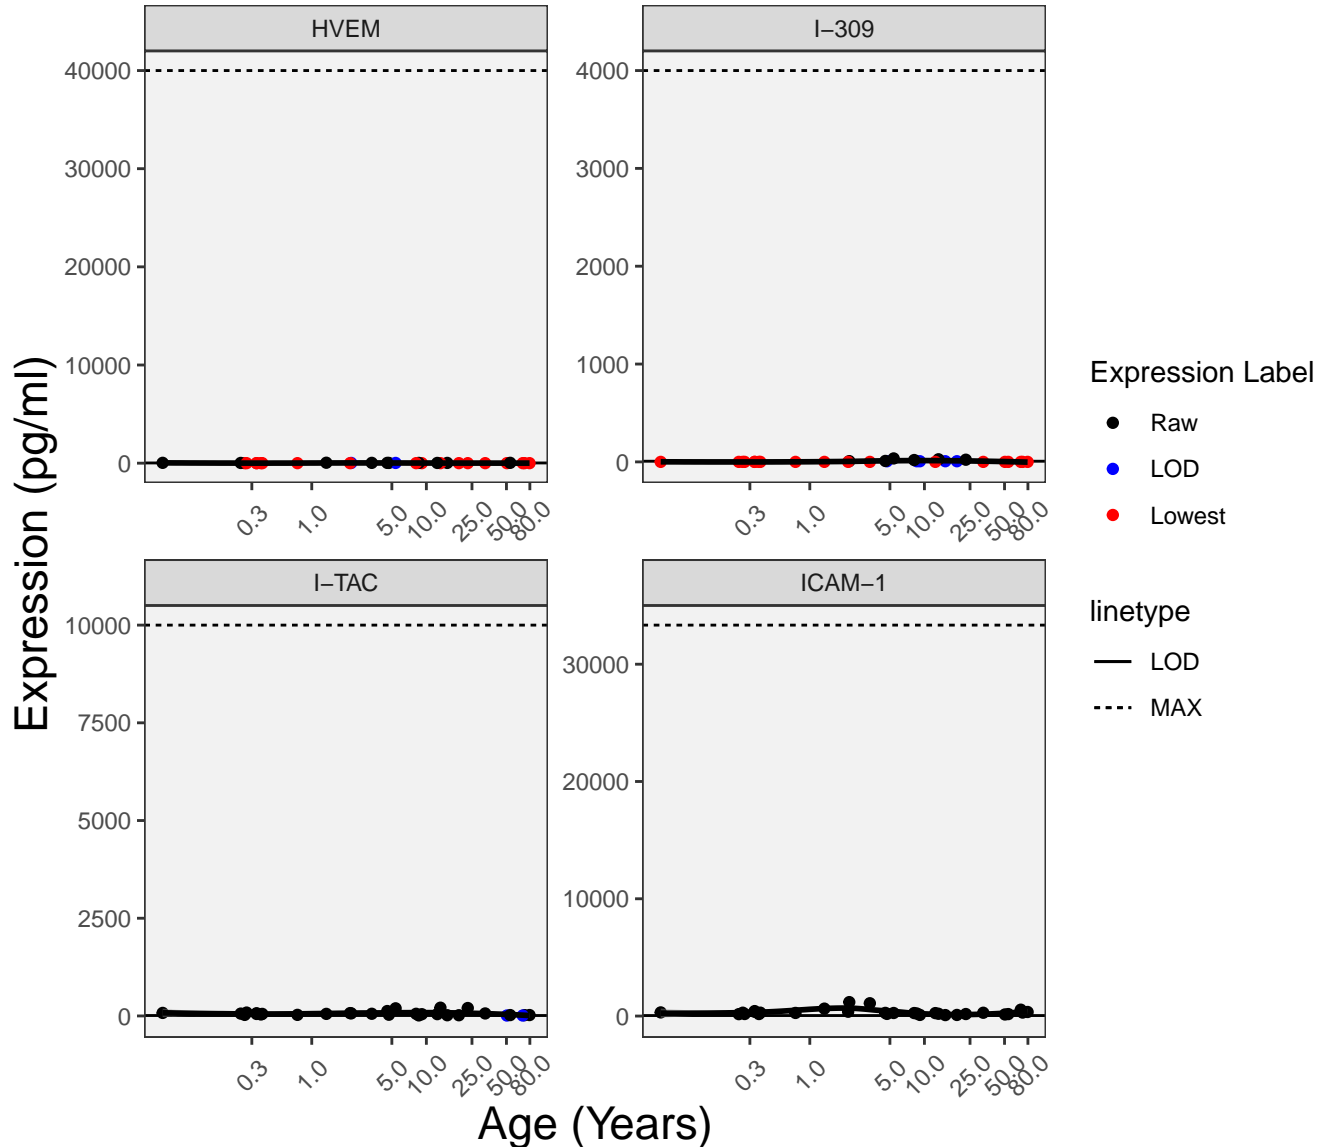 HVEM
I−309
40000
30000
20000
10000
0
4000
3000
2000
1000
0
0.3 1.0 5.0 10.0 25.0 50.0 80.0
0.3 1.0 5.0 10.0 25.0 50.0 80.0
I−TAC
ICAM−1
10000
7500
5000
2500
0
30000
20000
10000
0
0.3 1.0 5.0 10.0 25.0 50.0 80.0
0.3 1.0 5.0 10.0 25.0 50.0 80.0
Age (Years)
Expression (pg/ml)
Expression Label
Raw
LOD
Lowest
linetype
LOD
MAX